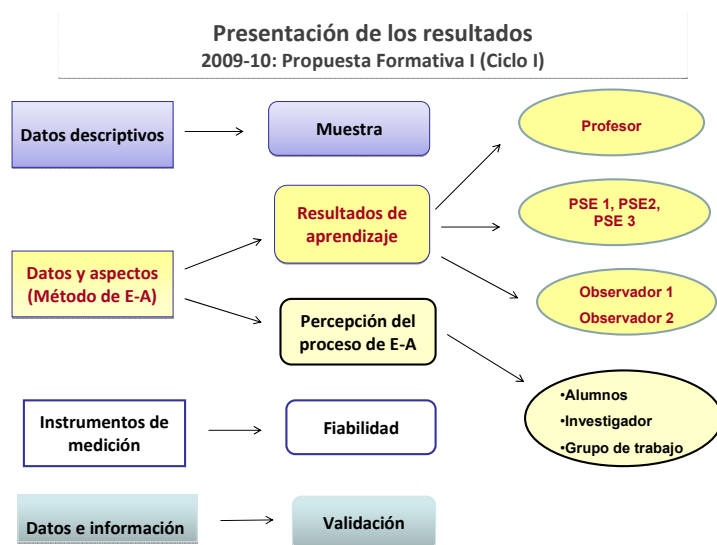 Presentación de los resultados
2009-10: Propuesta Formativa I (Ciclo I)
Datos descriptivos
Muestra
Profesor
Resultados de
aprendizaje
PSE 1, PSE2,
PSE 3
Datos y aspectos
(Método de E-A)
Observador 1
Observador 2
Percepción del
proceso de E-A
•Alumnos
•Investigador
•Grupo de trabajo
Instrumentos de
medición
Fiabilidad
Datos e información
Validación